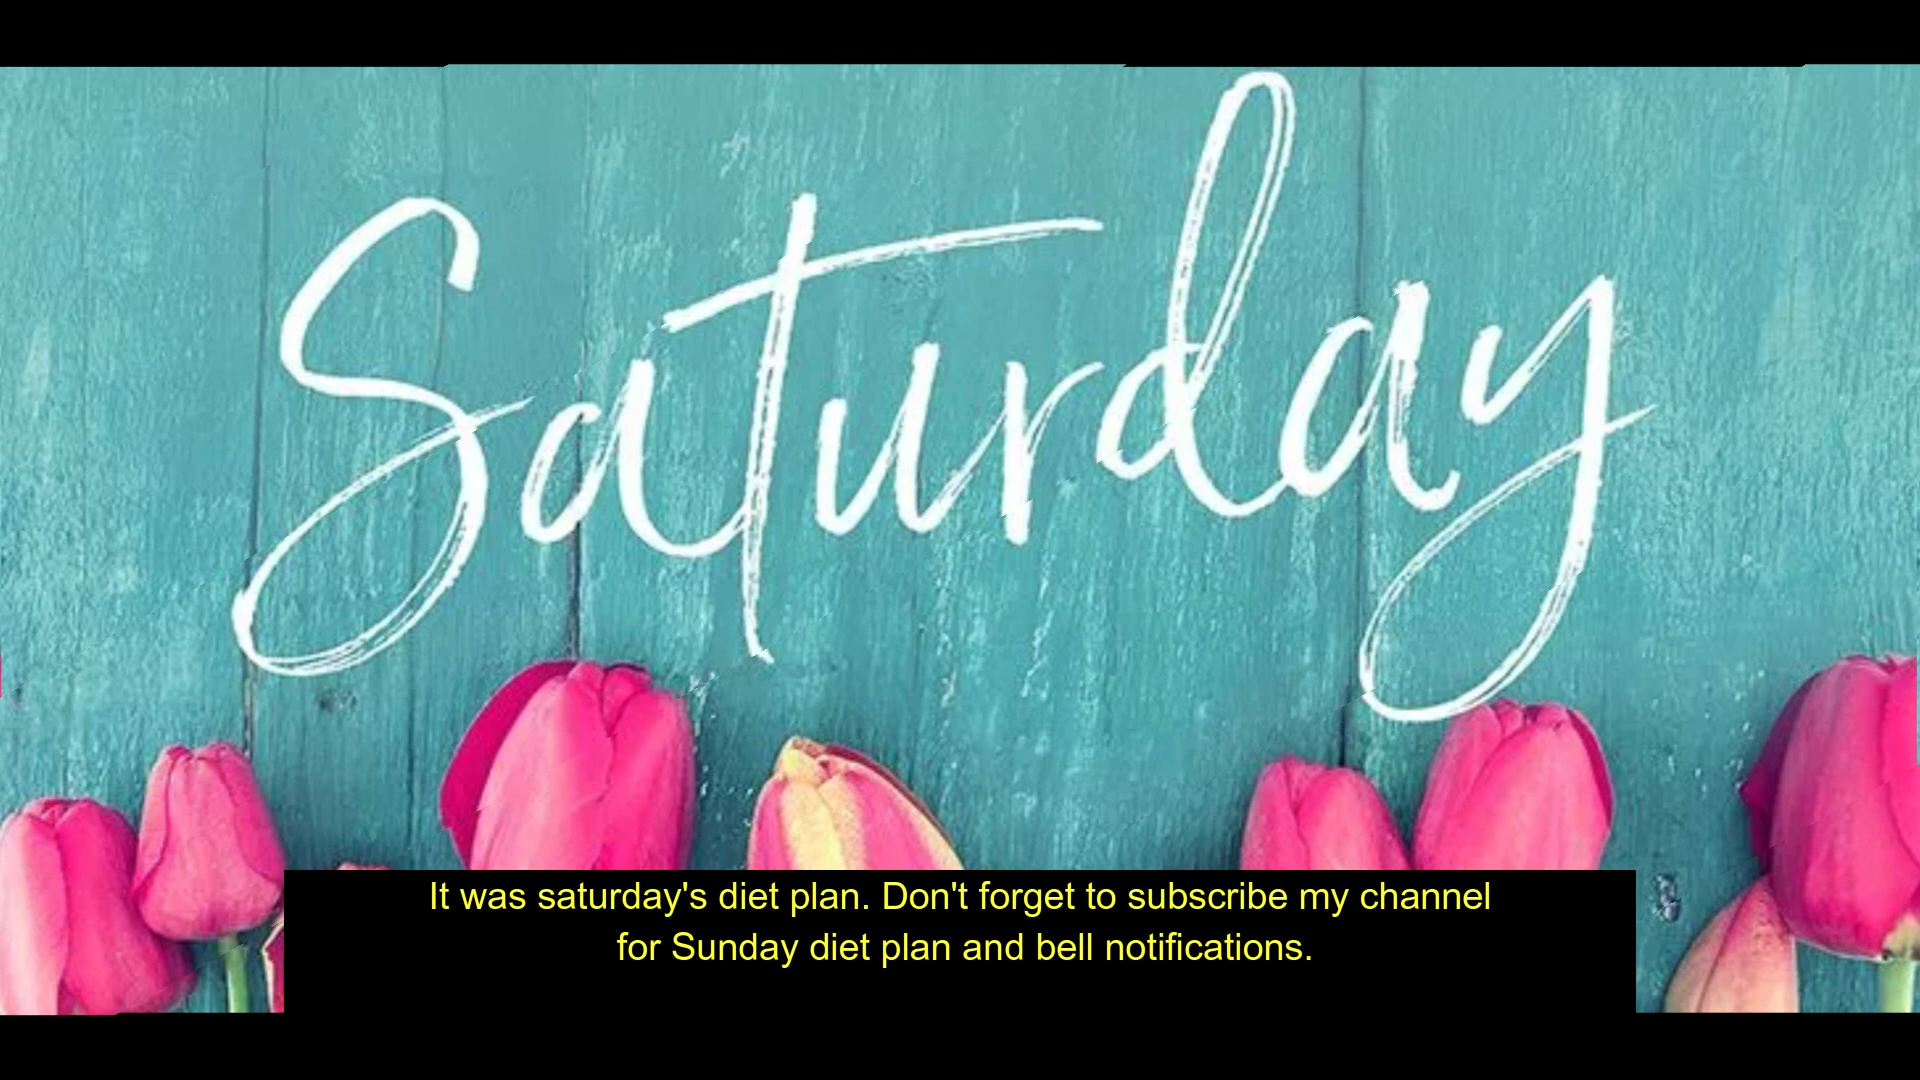 Saturday
It was saturday's diet plan. Don't forget to subscribe my channel
for Sunday diet plan and bell notifications.